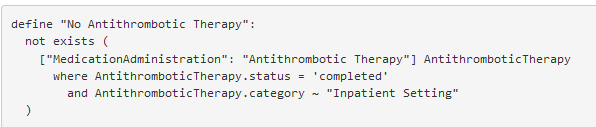 define "No Antithrombotic Therapy":
  not exists (
    ["MedicationAdministration": "Antithrombotic Therapy"] AntithromboticTherapy
      where AntithromboticTherapy.status = 'completed'
        and AntithromboticTherapy.category ~ "Inpatient Setting"
  )